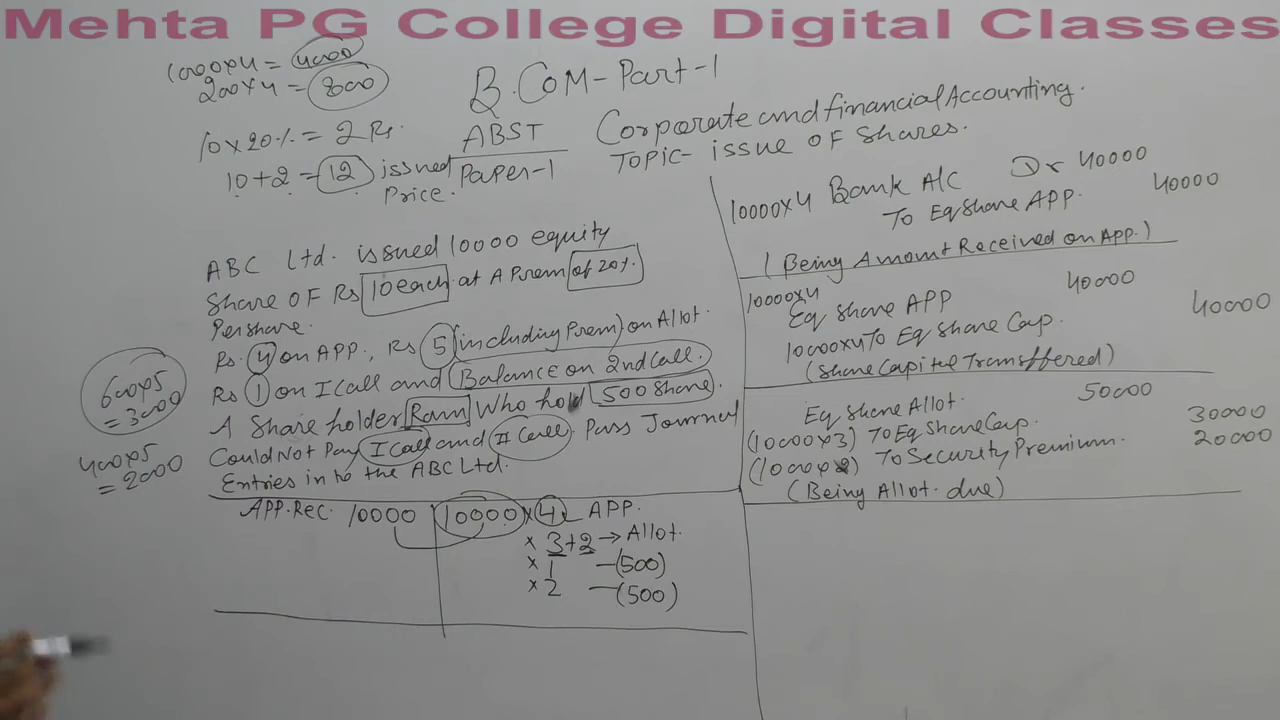 Mehta PG College Digital Classes
10000×4 = 4000
200×4 = 800
B.COM-Part-1
10×20% = 2 Rs.
ABST
Paper-1
Corporate and financial Accounting.
TOPIC- issue OF Shares.
10+2 = 12 issued
Price.
ABC Ltd. issued 10000 equity
Share OF Rs 10 each at A Prem of 20%.
Pershare.
Rs. 4 on APP., Rs 5 (including Prem) on Allot.
Rs 1 on I Call and Balance on 2nd Call.
A Share holder Ram Who hold 500 Share.
Could Not Pay I Call and II Call. Pass Journal
Entries in to the ABC Ltd.
600×5
= 3000
400×5
= 2000
APP. Rec. 10000 10000 × 4 APP.
× 3+2 → Allot.
× 1 —(500)
× 2 —(500)
10000×4 Bank A/C Dr 40000
To Eq Share APP. 40000
(Being Amount Received on APP.)
10000×4
Eq Share APP 40000
10000×4 To Eq Share Cap. 40000
(Share Capital Transffered)
Eq Share Allot. 50000
(10000×3) To Eq Share Cap. 30000
(10000×2) To Security Premium. 20000
(Being Allot. due)